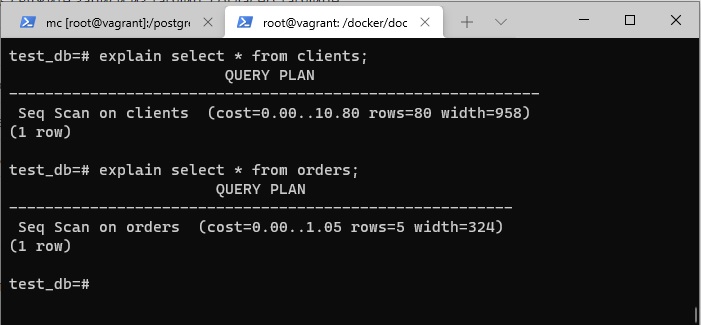 mc [root@vagrant]:/postgr
root@vagrant: /docker/doc
test_db=# explain select * from clients;
QUERY PLAN
-----------------------------------------------------------
Seq Scan on clients  (cost=0.00..10.80 rows=80 width=958)
(1 row)
test_db=# explain select * from orders;
QUERY PLAN
--------------------------------------------------------
Seq Scan on orders  (cost=0.00..1.05 rows=5 width=324)
(1 row)
test_db=#